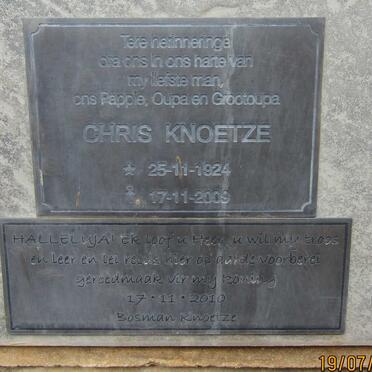 Tere herinneringe
dra ons in ons harte van
my liefste man,
ons Pappie, Oupa en Grootoupa
CHRIS KNOETZE
25-11-1924
17-11-2009
HALLELUJA! Ek loof u Heer, u wil my troos
en leer en lei reeds hier op aarde voorberei
gereedmaak vir my koning
17 • 11 • 2010
Bosman Knoetze
19/07/